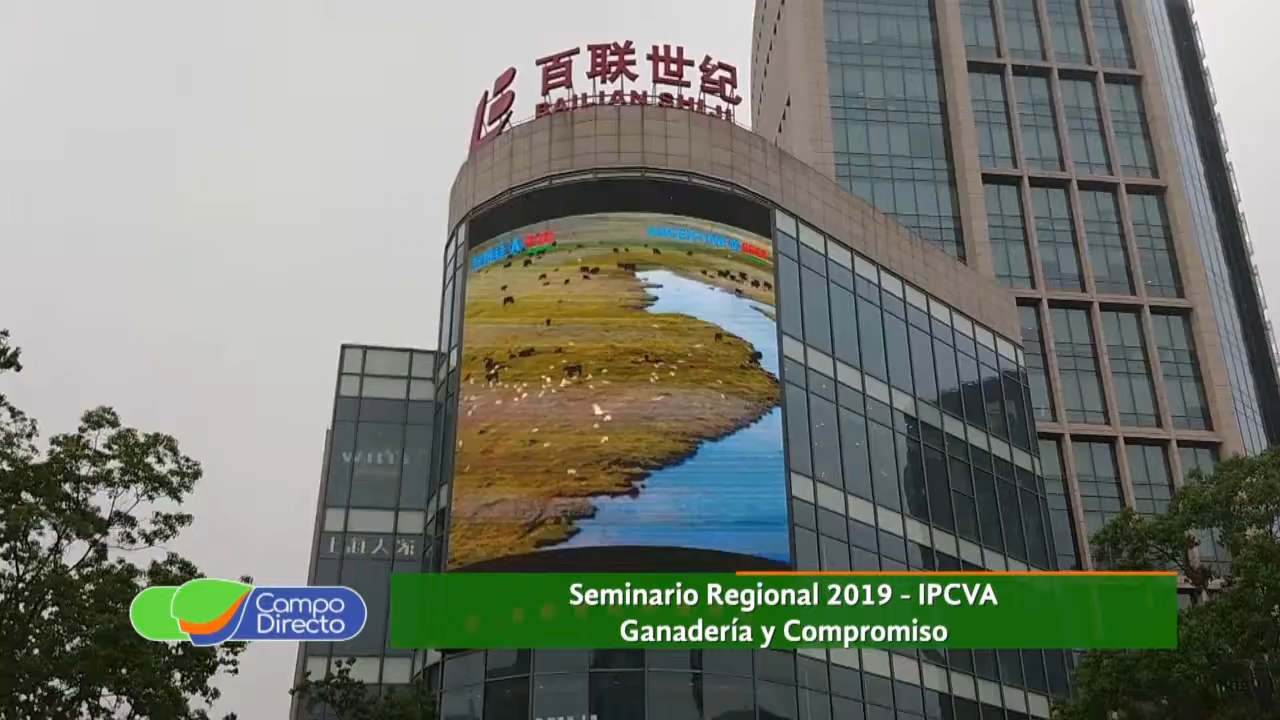 百联世纪
BAILIAN SHIJI
Campo
Directo
Seminario Regional 2019 - IPCVA
Ganadería y Compromiso